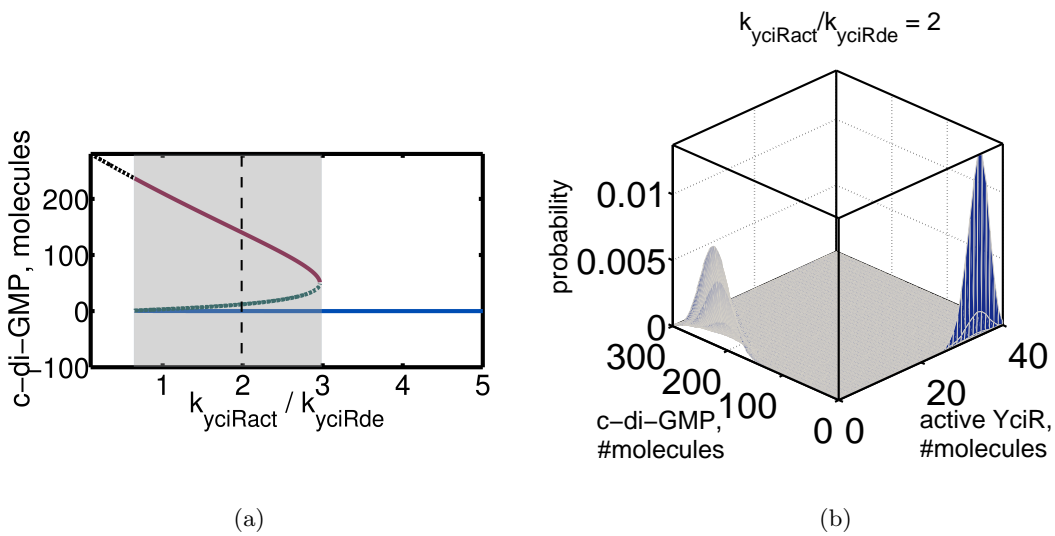 k_yciRact/k_yciRde = 2
c−di−GMP, molecules
200
100
0
−100
1 2 3 4 5
k_yciRact / k_yciRde
probability
0.01
0.005
0
300
200
100
0
0
20
40
c−di−GMP,
#molecules
active YciR,
#molecules
(a)
(b)